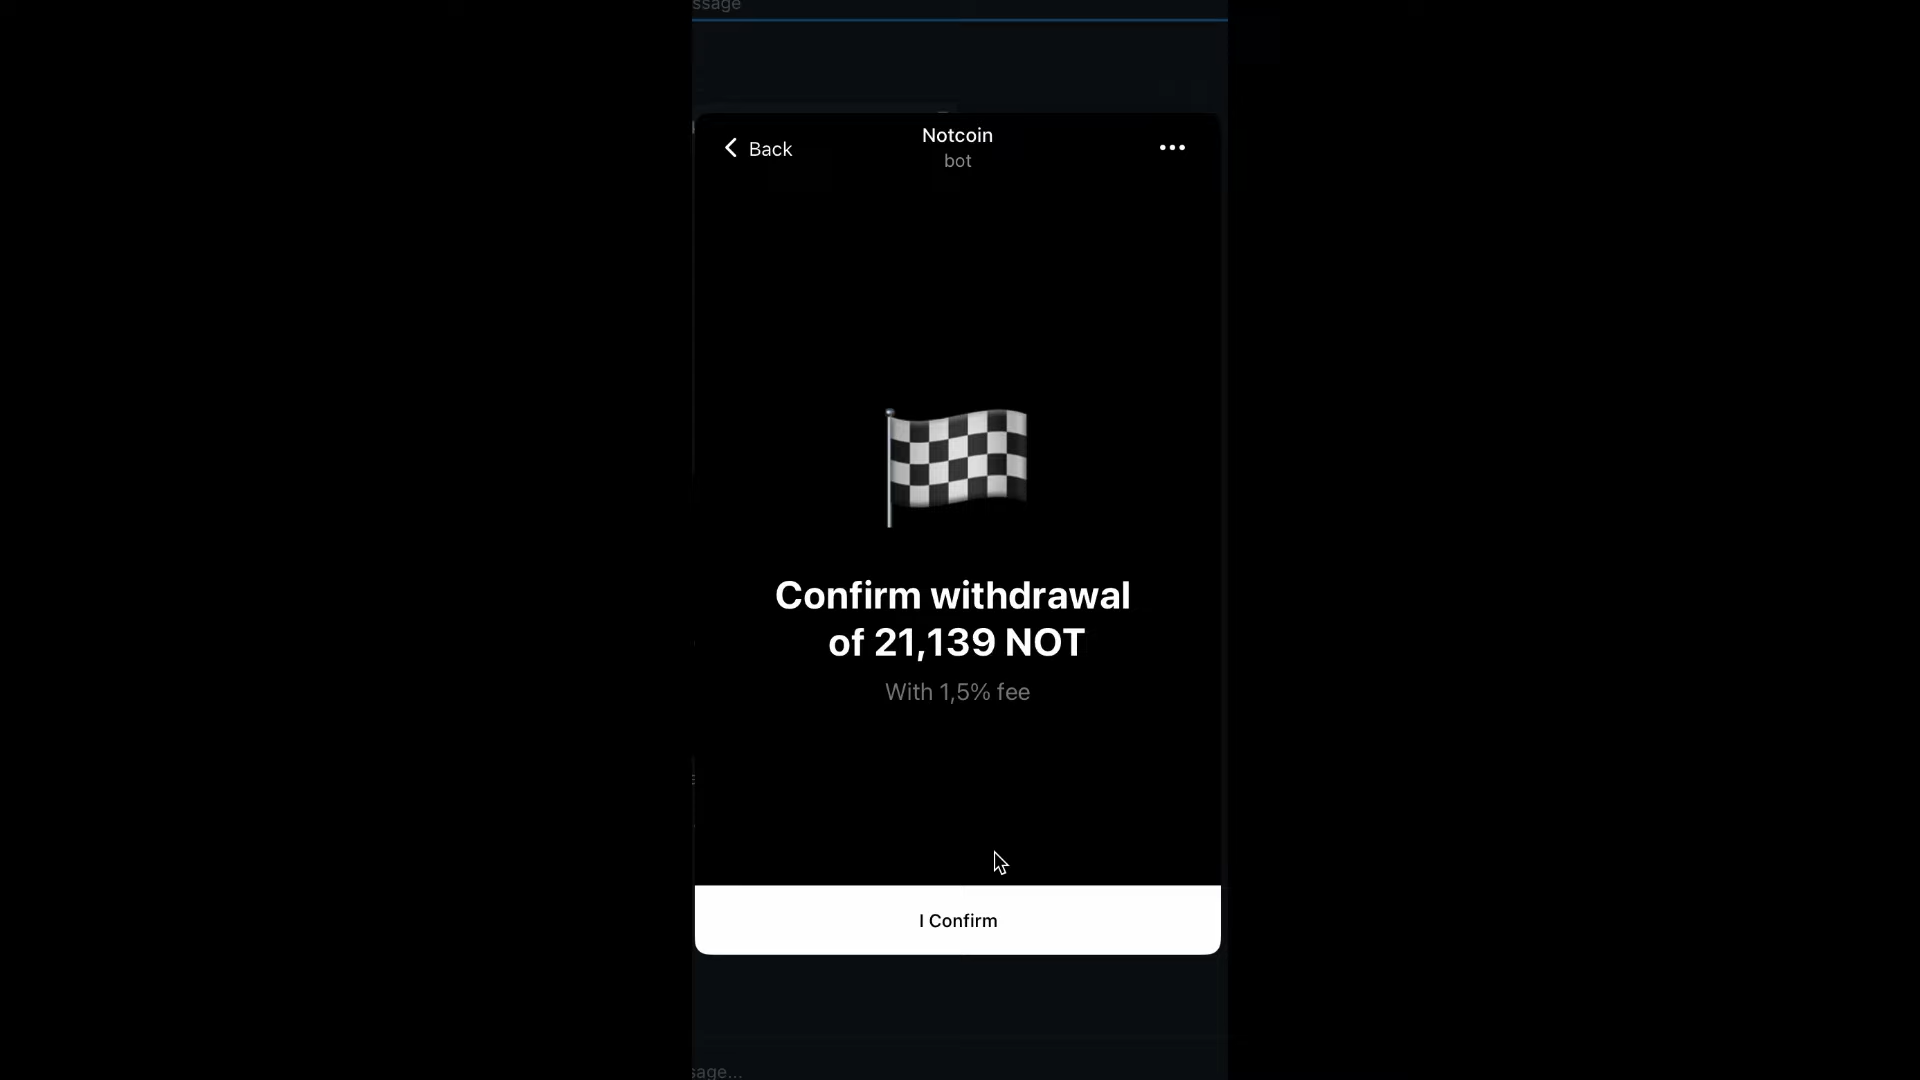 ssage
Back
Notcoin
bot
Confirm withdrawal
of 21,139 NOT
With 1,5% fee
I Confirm
sage...